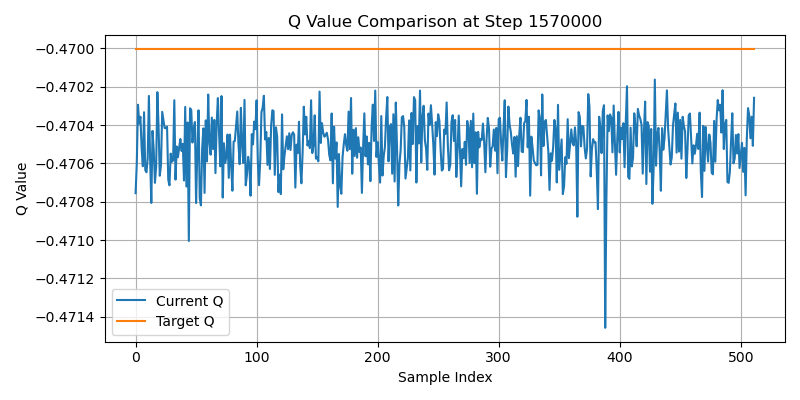 Q Value Comparison at Step 1570000
−0.4700
−0.4702
−0.4704
−0.4706
−0.4708
−0.4710
−0.4712
−0.4714
Q Value
Current Q
Target Q
0 100 200 300 400 500
Sample Index